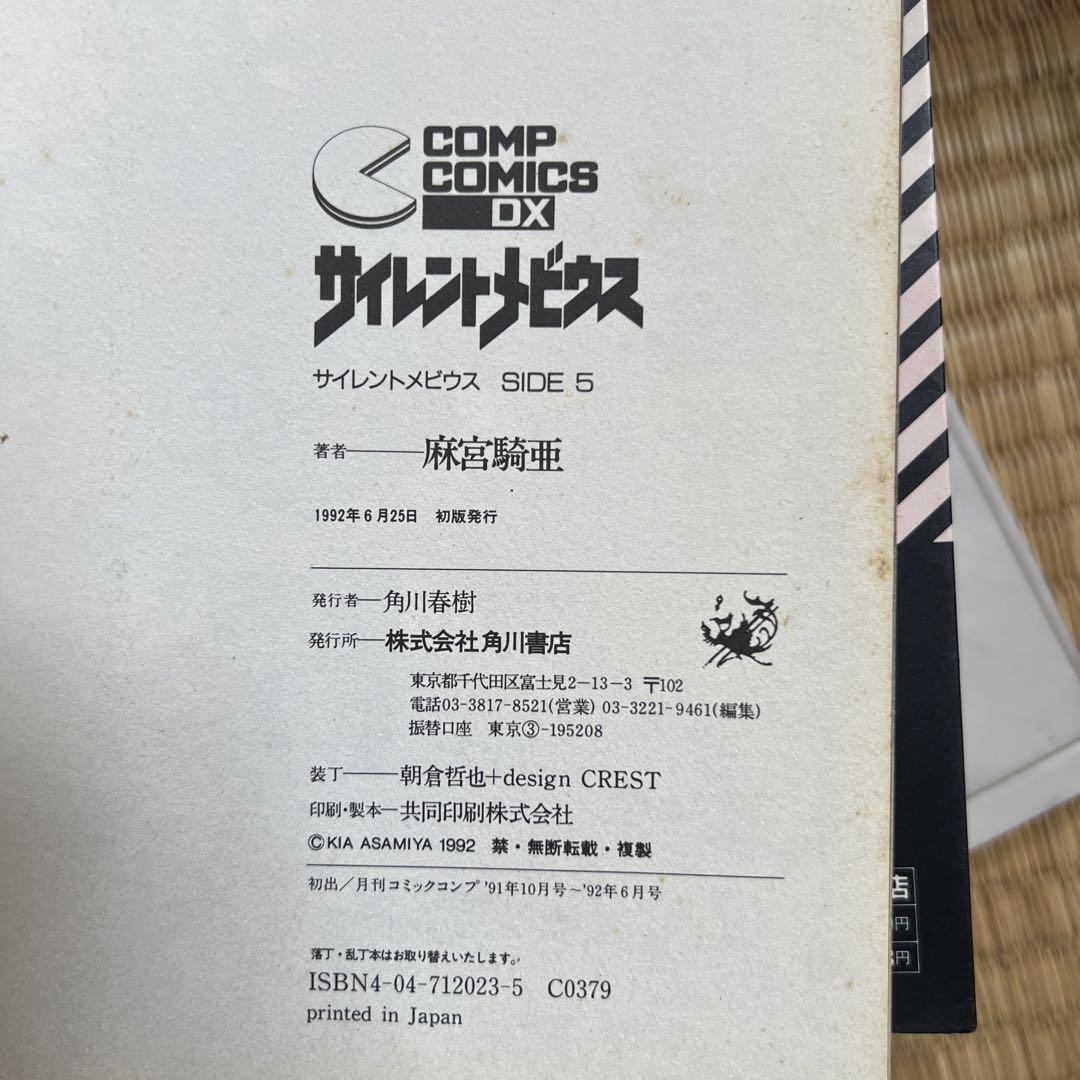 COMP
COMICS
DX
サイレントメビウス
サイレントメビウス SIDE 5
著者――麻宮騎亜
1992年6月25日 初版発行
発行者―角川春樹
発行所―株式会社角川書店
東京都千代田区富士見2−13−3 〒102
電話03-3817-8521(営業) 03-3221-9461(編集)
振替口座 東京③-195208
装丁――朝倉哲也+design CREST
印刷・製本―共同印刷株式会社
©KIA ASAMIYA 1992 禁・無断転載・複製
初出／月刊コミックコンプ '91年10月号〜'92年6月号
落丁・乱丁本はお取り替えいたします。
ISBN4-04-712023-5 C0379
printed in Japan
店
円
円